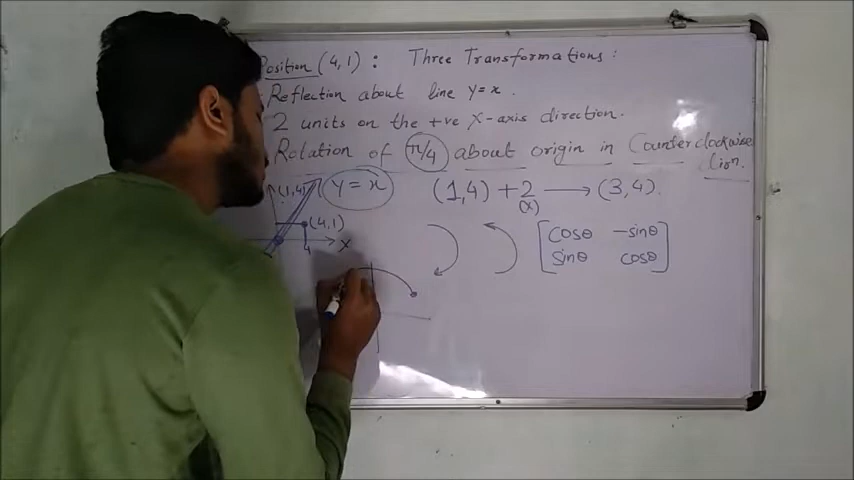 Position (4,1) : Three Transformations :
Reflection about line Y=x .
2 units on the +ve X-axis direction.
Rotation of π/4 about origin in Counterclockwise
tion.
(1,4) Y = x (1,4) + 2 → (3,4).
(x)
(4,1)
4 X
[cosθ -sinθ
sinθ cosθ]